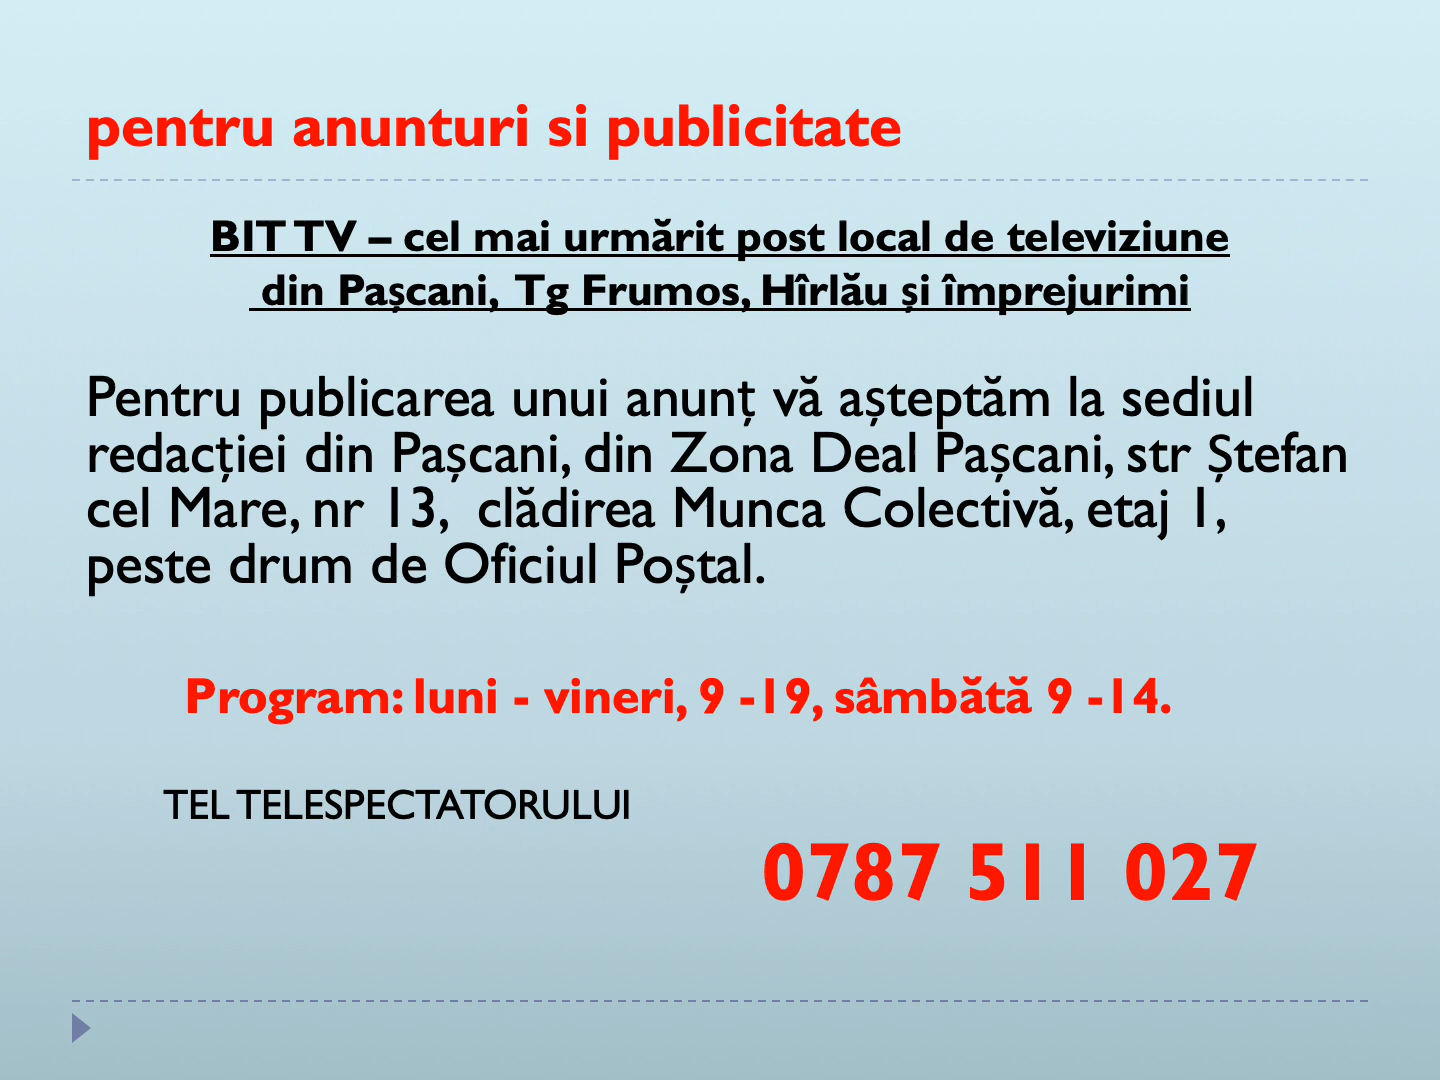 pentru anunturi si publicitate
BIT TV – cel mai urmărit post local de televiziune
din Pașcani, Tg Frumos, Hîrlău și împrejurimi
Pentru publicarea unui anunț vă așteptăm la sediul
redacției din Pașcani, din Zona Deal Pașcani, str Ștefan
cel Mare, nr 13, clădirea Munca Colectivă, etaj 1,
peste drum de Oficiul Poștal.
Program: luni - vineri, 9 -19, sâmbătă 9 -14.
TEL TELESPECTATORULUI
0787 511 027